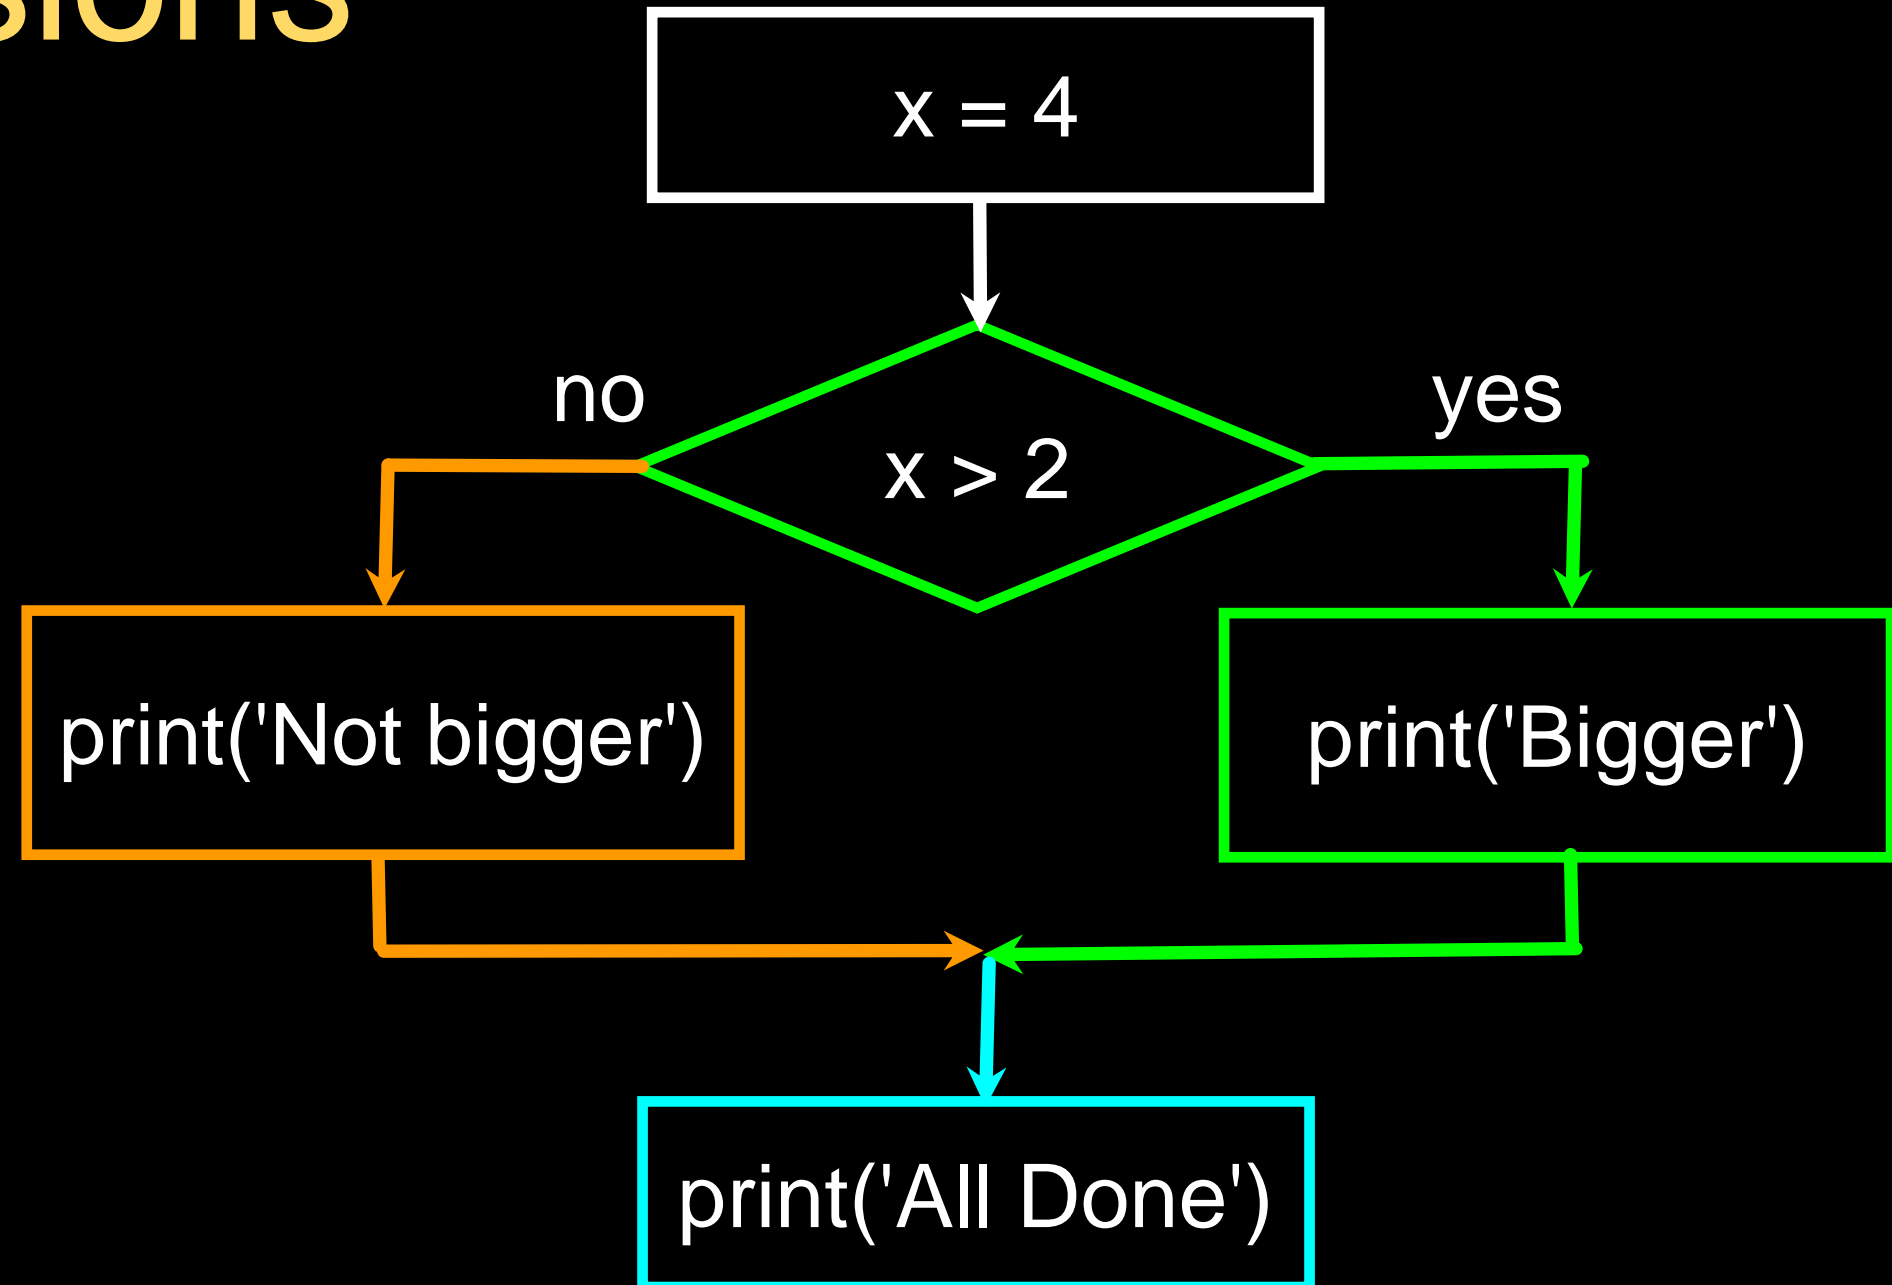 x = 4
no
yes
x > 2
print('Not bigger')
print('Bigger')
print('All Done')